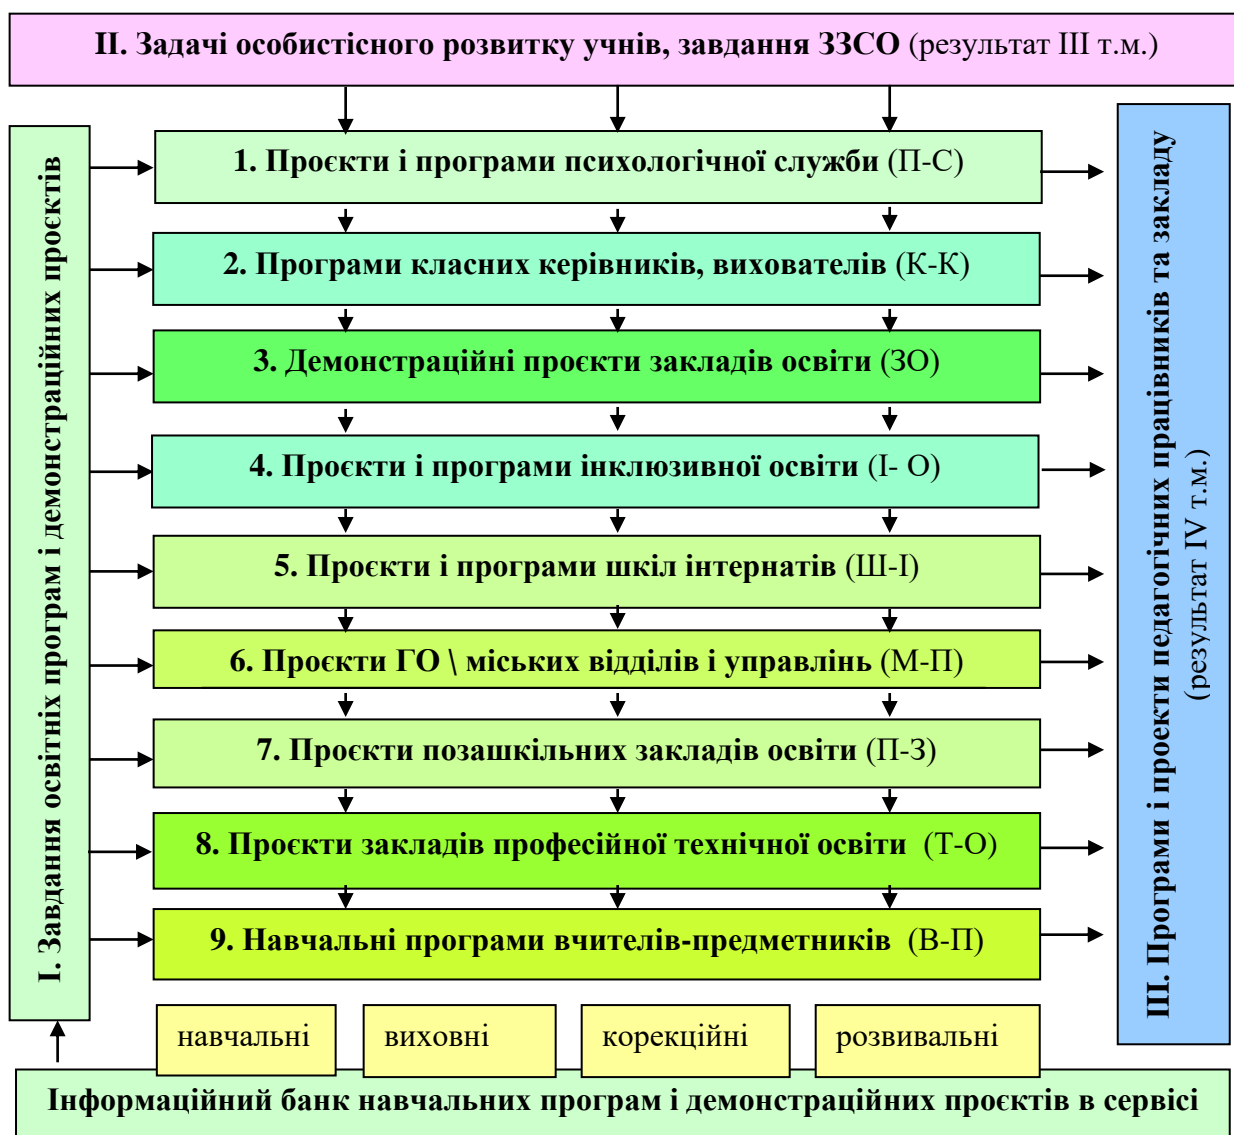 ІІ. Задачі особистісного розвитку учнів, завдання ЗЗСО (результат ІІІ т.м.)
І. Завдання освітніх програм і демонстраційних проєктів
1. Проєкти і програми психологічної служби (П-С)
2. Програми класних керівників, вихователів (К-К)
3. Демонстраційні проєкти закладів освіти (ЗО)
4. Проєкти і програми інклюзивної освіти (І- О)
5. Проєкти і програми шкіл інтернатів (Ш-І)
6. Проєкти ГО \ міських відділів і управлінь (М-П)
7. Проєкти позашкільних закладів освіти (П-З)
8. Проєкти закладів професійної технічної освіти (Т-О)
9. Навчальні програми вчителів-предметників (В-П)
ІІІ. Програми і проекти педагогічних працівників та закладу
(результат IV т.м.)
навчальні
виховні
корекційні
розвивальні
Інформаційний банк навчальних програм і демонстраційних проєктів в сервісі